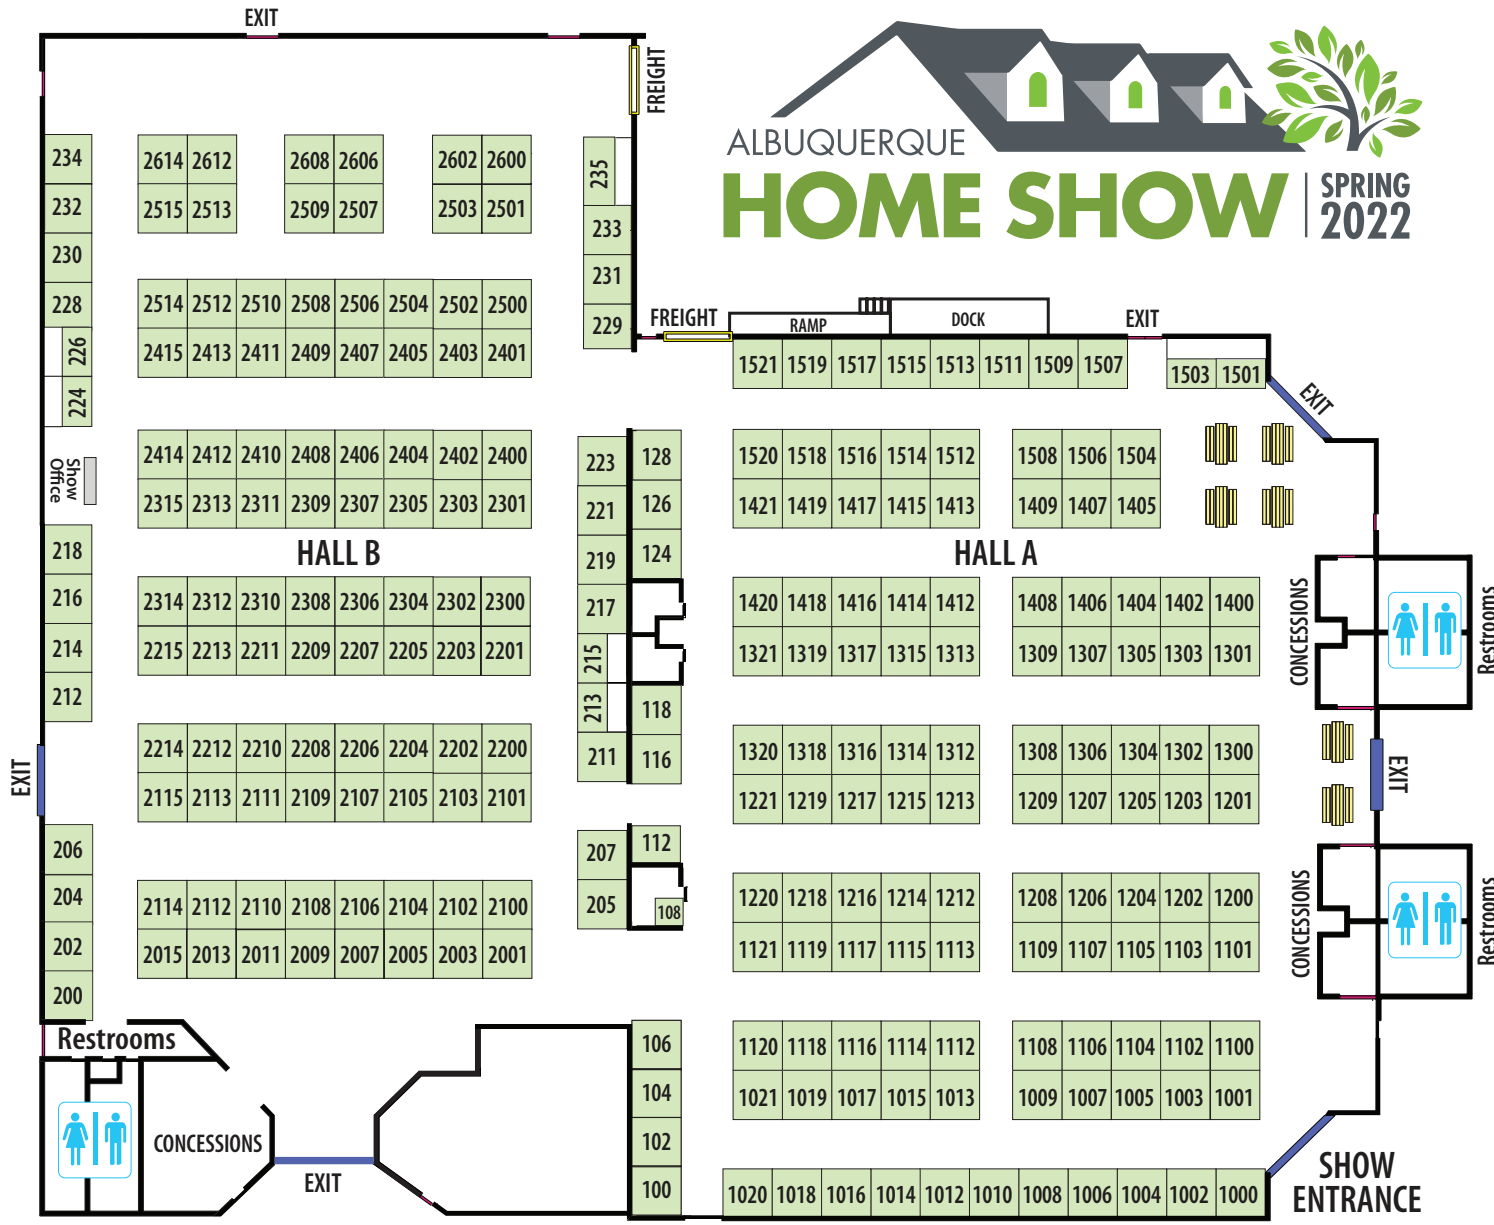 EXIT
FREIGHT
ALBUQUERQUE
HOME SHOW
SPRING
2022
234
232
230
228
226
224
Show
Office
218
216
214
212
EXIT
206
204
202
200
2614 2612 2608 2606 2602 2600
2515 2513 2509 2507 2503 2501
2514 2512 2510 2508 2506 2504 2502 2500
2415 2413 2411 2409 2407 2405 2403 2401
2414 2412 2410 2408 2406 2404 2402 2400
2315 2313 2311 2309 2307 2305 2303 2301
HALL B
2314 2312 2310 2308 2306 2304 2302 2300
2215 2213 2211 2209 2207 2205 2203 2201
2214 2212 2210 2208 2206 2204 2202 2200
2115 2113 2111 2109 2107 2105 2103 2101
2114 2112 2110 2108 2106 2104 2102 2100
2015 2013 2011 2009 2007 2005 2003 2001
235
233
231
229
223
221
219
217
215
213
211
207
205
128
126
124
118
116
112
108
106
104
102
100
FREIGHT
RAMP
DOCK
EXIT
1521 1519 1517 1515 1513 1511 1509 1507
1503 1501
EXIT
1520 1518 1516 1514 1512 1508 1506 1504
1421 1419 1417 1415 1413 1409 1407 1405
HALL A
1420 1418 1416 1414 1412 1408 1406 1404 1402 1400
1321 1319 1317 1315 1313 1309 1307 1305 1303 1301
1320 1318 1316 1314 1312 1308 1306 1304 1302 1300
1221 1219 1217 1215 1213 1209 1207 1205 1203 1201
1220 1218 1216 1214 1212 1208 1206 1204 1202 1200
1121 1119 1117 1115 1113 1109 1107 1105 1103 1101
1120 1118 1116 1114 1112 1108 1106 1104 1102 1100
1021 1019 1017 1015 1013 1009 1007 1005 1003 1001
1020 1018 1016 1014 1012 1010 1008 1006 1004 1002 1000
CONCESSIONS
Restrooms
EXIT
CONCESSIONS
Restrooms
SHOW
ENTRANCE
Restrooms
CONCESSIONS
EXIT